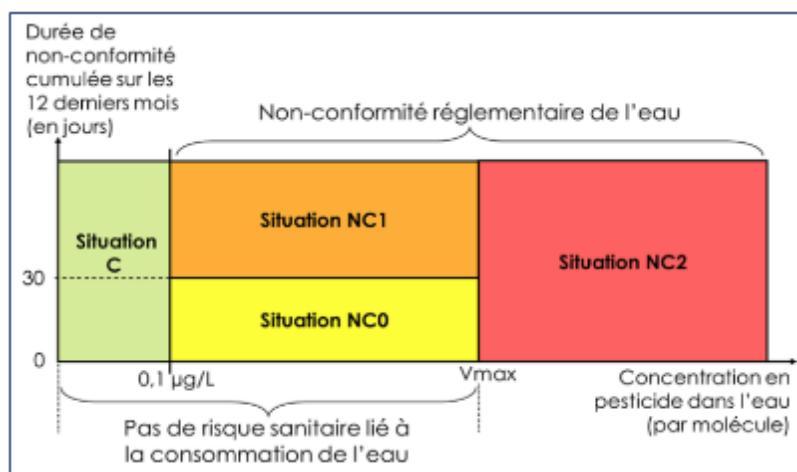 Durée de
non-conformité
cumulée sur les
12 derniers mois
(en jours)
Non-conformité réglementaire de l'eau
Situation NC1
Situation
C
Situation NC2
30
Situation NC0
0
0,1 µg/L
Vmax
Concentration en
pesticide dans l'eau
(par molécule)
Pas de risque sanitaire lié à
la consommation de l'eau